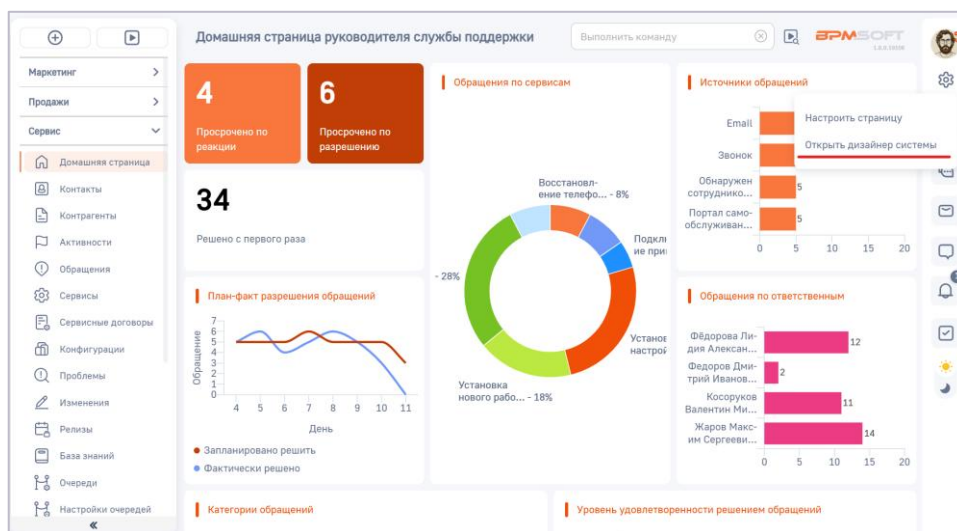 Домашняя страница руководителя службы поддержки
Выполнить команду
BPMSOFT
Маркетинг
Продажи
Сервис
Домашняя страница
Контакты
Контрагенты
Активности
Обращения
Сервисы
Сервисные договоры
Конфигурации
Проблемы
Изменения
Релизы
База знаний
Очереди
Настройки очередей
«
4
Просрочено по
реакции
6
Просрочено по
разрешению
34
Решено с первого раза
План-факт разрешения обращений
Обращение
7
6
5
4
3
2
1
0
4 5 6 7 8 9 10 11
День
Запланировано решить
Фактически решено
Обращения по сервисам
Восстановл-
ение телефо... - 8%
Подкл
ие при
- 28%
Установ
настрой
Установка
нового рабо... - 18%
Источники обращений
Настроить страницу
Открыть дизайнер системы
Email
Звонок
Обнаружен
сотруднико...
5
Портал само-
обслуживан...
5
0 5 10 15 20
Обращения по ответственным
Фёдорова Ли-
дия Алексан...
12
Федоров Дми-
трий Иванов...
2
Косоруков
Валентин Ми...
11
Жаров Макс-
им Сергееви...
14
0 5 10 15 20
Категории обращений
Уровень удовлетворенности решением обращений